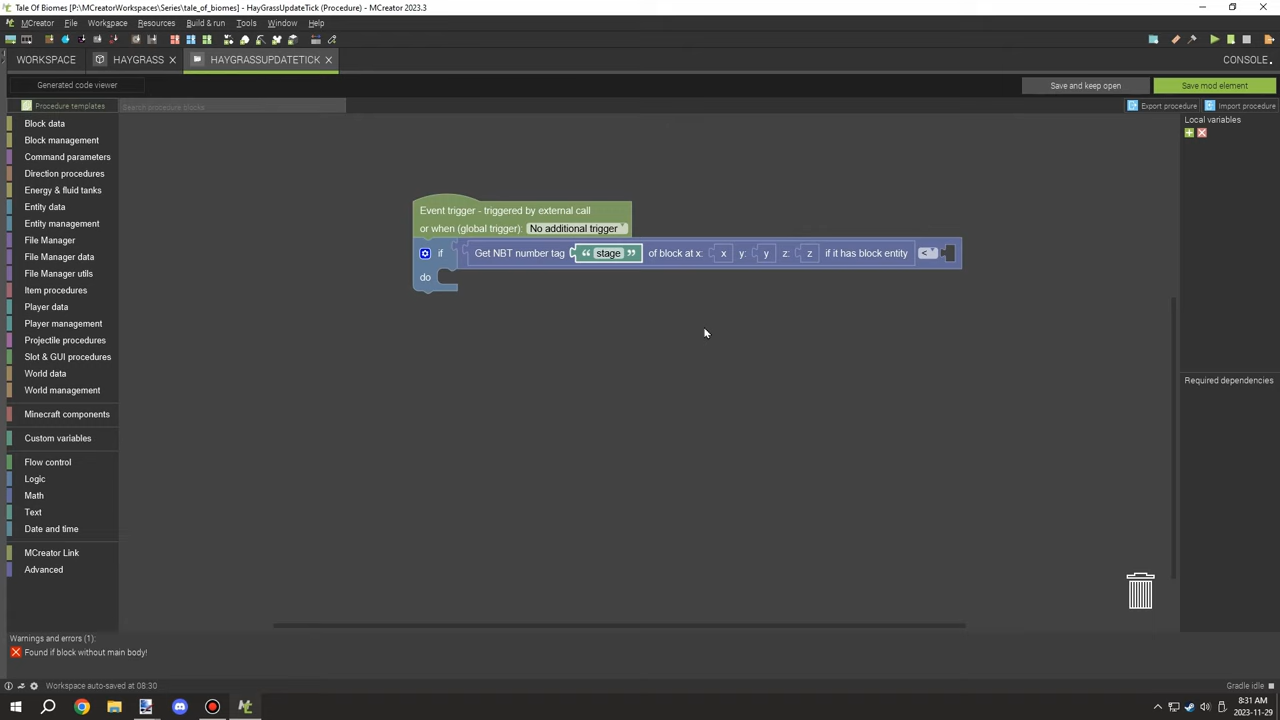 Tale Of Biomes [P:\MCreatorWorkspaces\Series\tale_of_biomes] - HayGrassUpdateTick (Procedure) - MCreator 2023.3
MCreator File Workspace Resources Build & run Tools Window Help
WORKSPACE HAYGRASS HAYGRASSUPDATETICK CONSOLE
Generated code viewer Save and keep open Save mod element
Procedure templates Search procedure blocks Export procedure Import procedure
Local variables
Block data
Block management
Command parameters
Direction procedures
Energy & fluid tanks
Entity data
Entity management
File Manager
File Manager data
File Manager utils
Item procedures
Player data
Player management
Projectile procedures
Slot & GUI procedures
World data
World management
Minecraft components
Custom variables
Flow control
Logic
Math
Text
Date and time
MCreator Link
Advanced
Event trigger - triggered by external call
or when (global trigger): No additional trigger
if Get NBT number tag “ stage ” of block at x: x y: y z: z if it has block entity <
do
Required dependencies
Warnings and errors (1):
Found if block without main body!
Workspace auto-saved at 08:30 Gradle idle
8:31 AM
2023-11-29